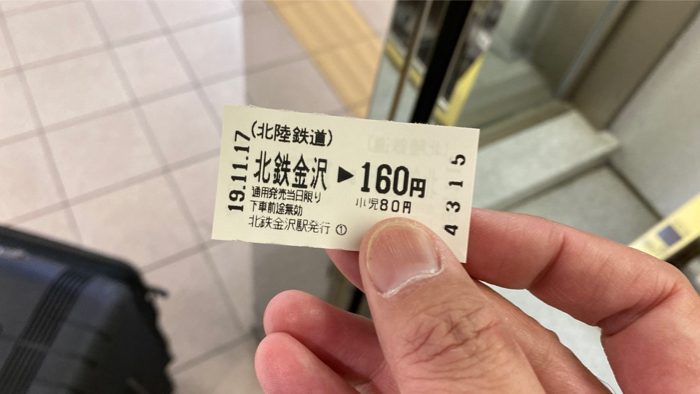 (北陸鉄道)
19.11.17
北鉄金沢▶160円
通用発売当日限り
小児80円
下車前途無効
北鉄金沢駅発行①
4315